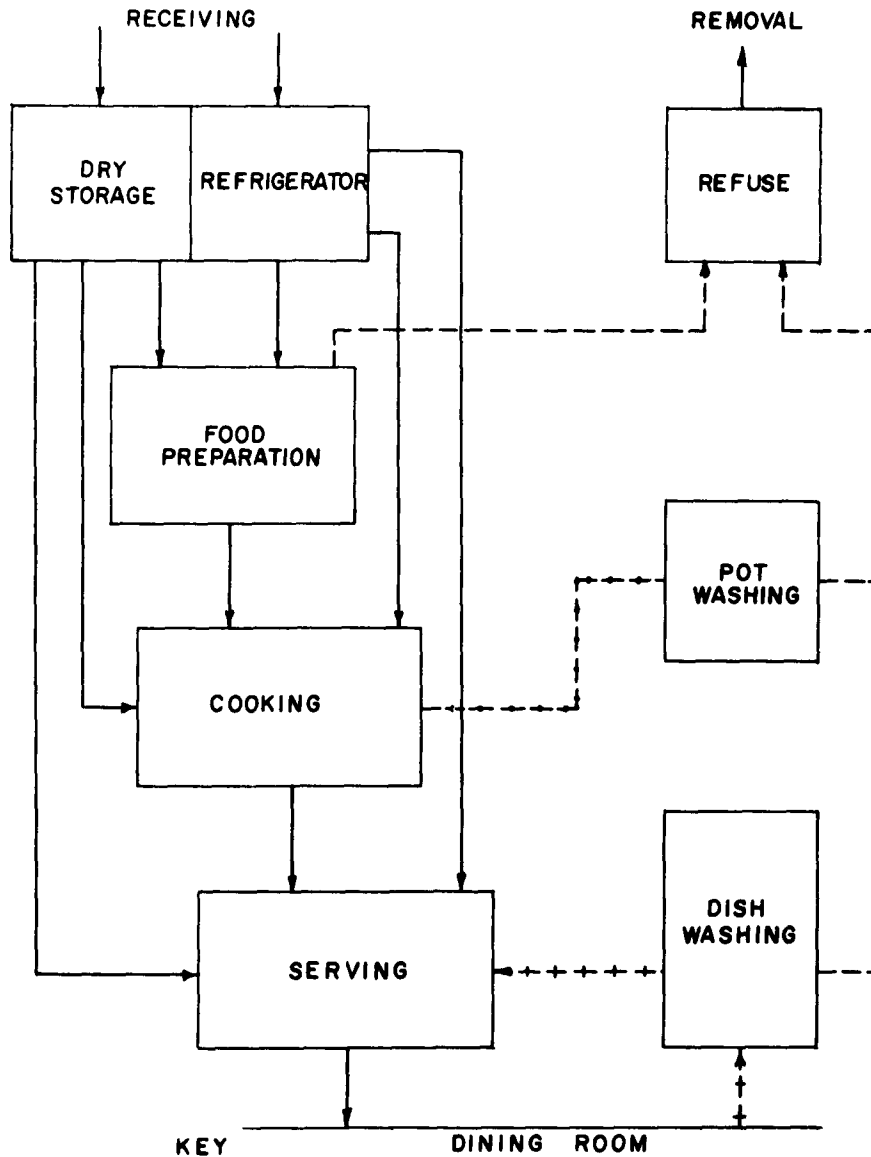 RECEIVING
REMOVAL
DRY
STORAGE
REFRIGERATOR
REFUSE
FOOD
PREPARATION
POT
WASHING
COOKING
DISH
WASHING
SERVING
KEY
DINING ROOM